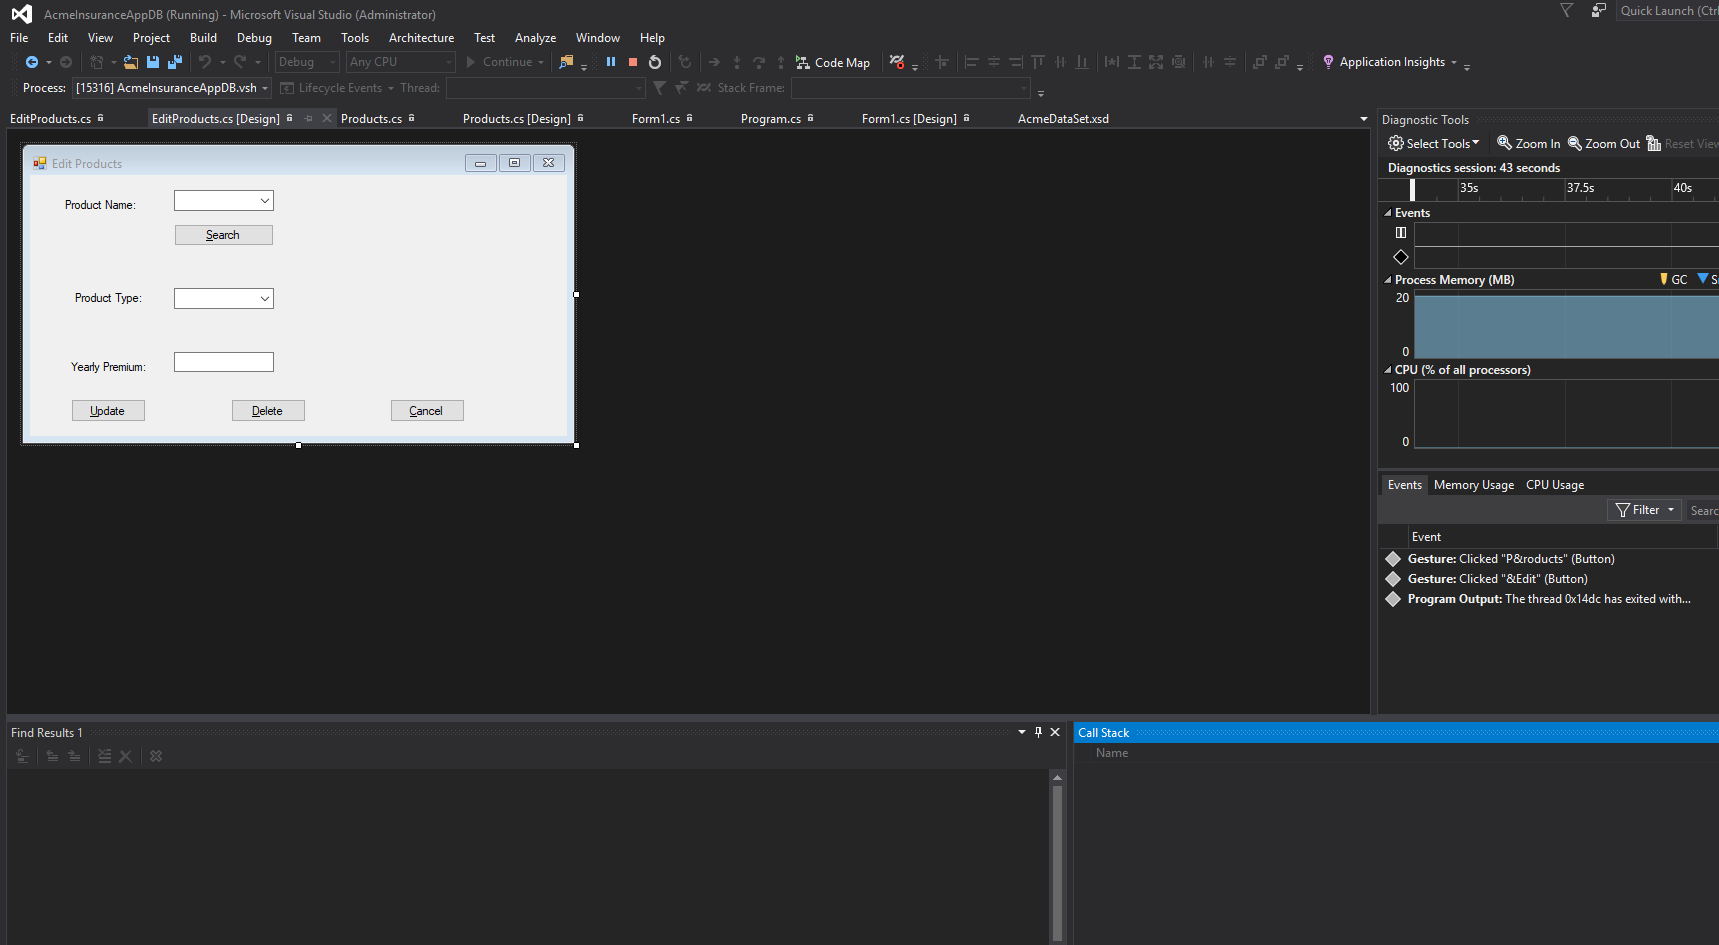 AcmeInsuranceAppDB (Running) - Microsoft Visual Studio (Administrator)
Quick Launch (Ctrl
File Edit View Project Build Debug Team Tools Architecture Test Analyze Window Help
Debug Any CPU Continue Code Map Application Insights
Process: [15316] AcmeInsuranceAppDB.vsh Lifecycle Events Thread: Stack Frame:
EditProducts.cs EditProducts.cs [Design] Products.cs Products.cs [Design] Form1.cs Program.cs Form1.cs [Design] AcmeDataSet.xsd
Edit Products
Product Name:
Search
Product Type:
Yearly Premium:
Update Delete Cancel
Diagnostic Tools
Select Tools Zoom In Zoom Out Reset View
Diagnostics session: 43 seconds
35s 37.5s 40s
Events
Process Memory (MB) GC S
20
0
CPU (% of all processors)
100
0
Events Memory Usage CPU Usage
Filter Searc
Event
Gesture: Clicked "P&roducts" (Button)
Gesture: Clicked "&Edit" (Button)
Program Output: The thread 0x14dc has exited with...
Find Results 1
Call Stack
Name